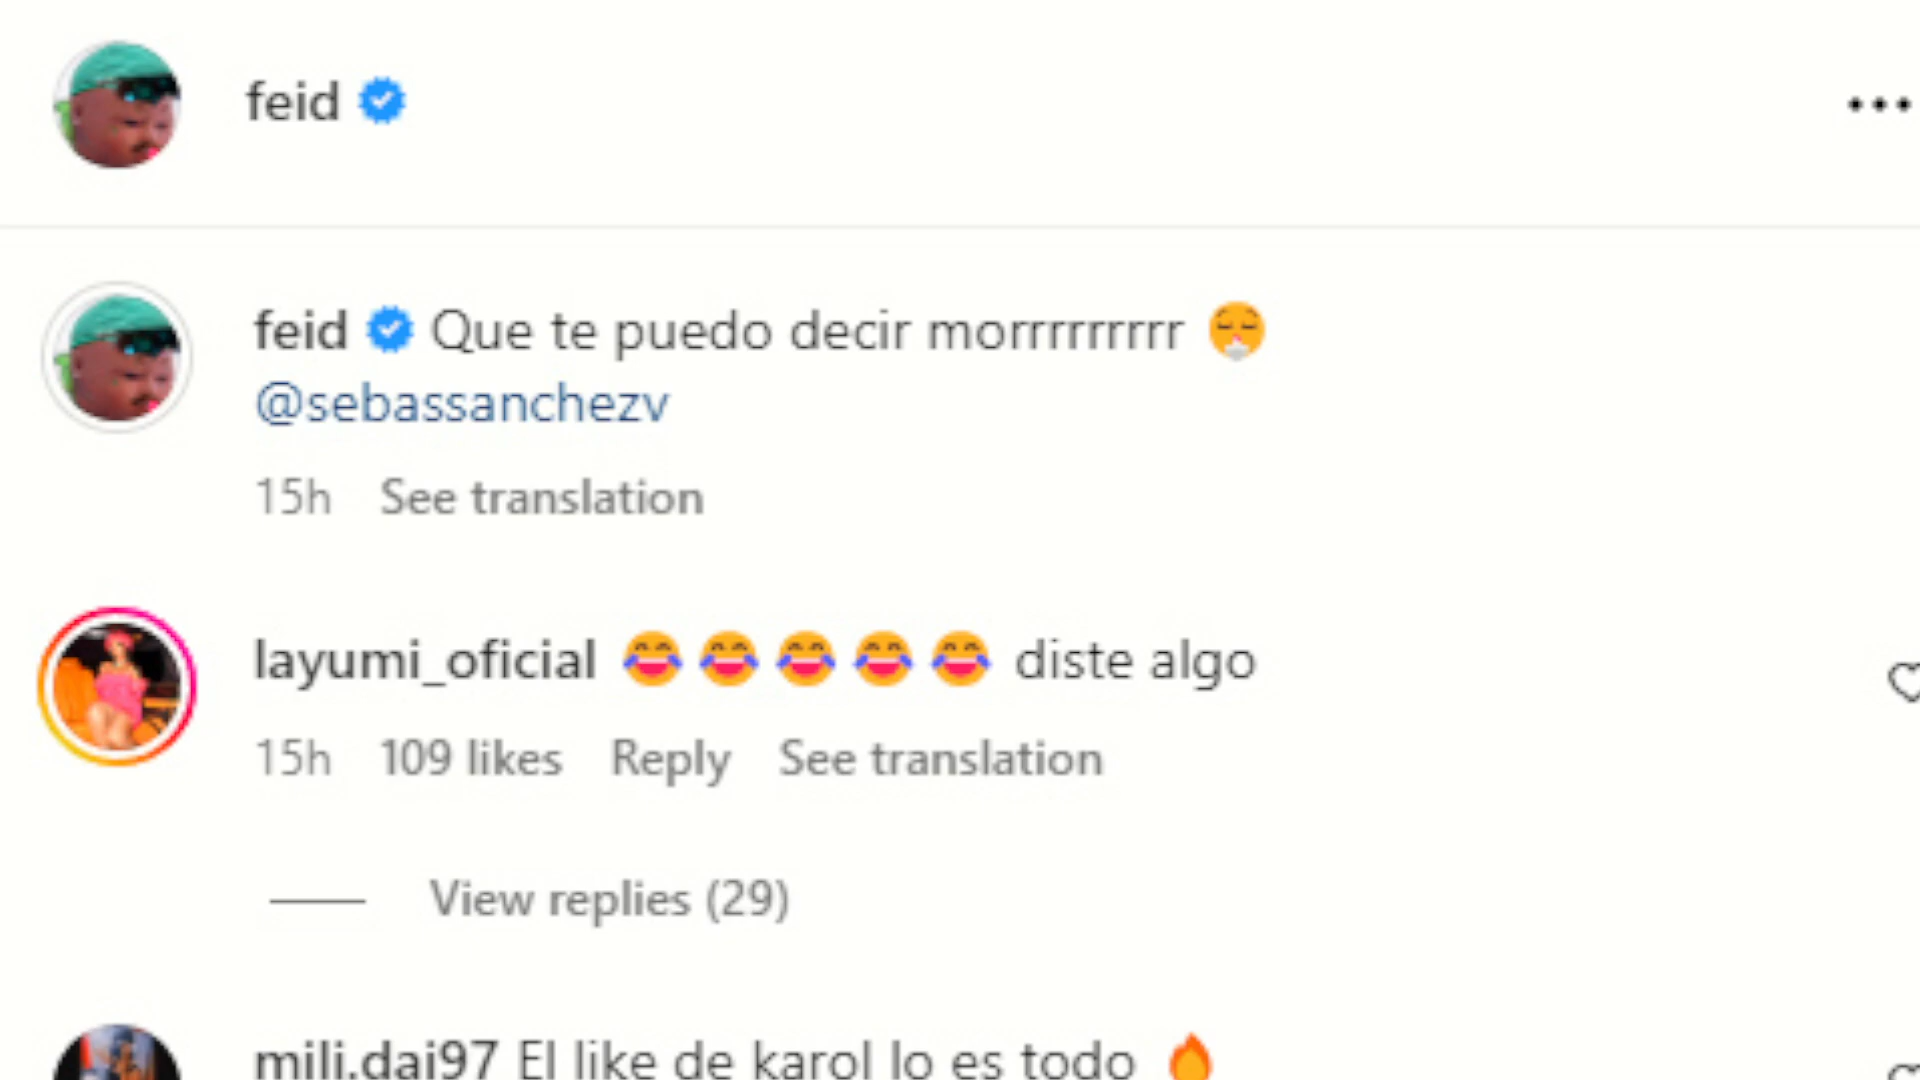 feid
feid Que te puedo decir morrrrrrrrr 😮‍💨
@sebassanchezv
15h See translation
layumi_oficial 😂😂😂😂😂 diste algo
15h 109 likes Reply See translation
View replies (29)
mili.dai97 El like de karol lo es todo 🔥